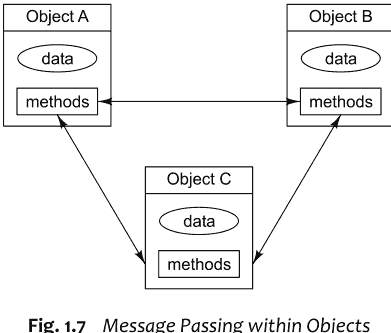 Object A
data
methods
Object B
data
methods
Object C
data
methods
Fig. 1.7 Message Passing within Objects